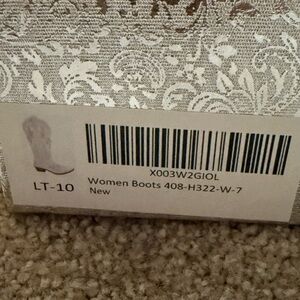 X003W2GIOL
LT-10
Women Boots 408-H322-W-7
New